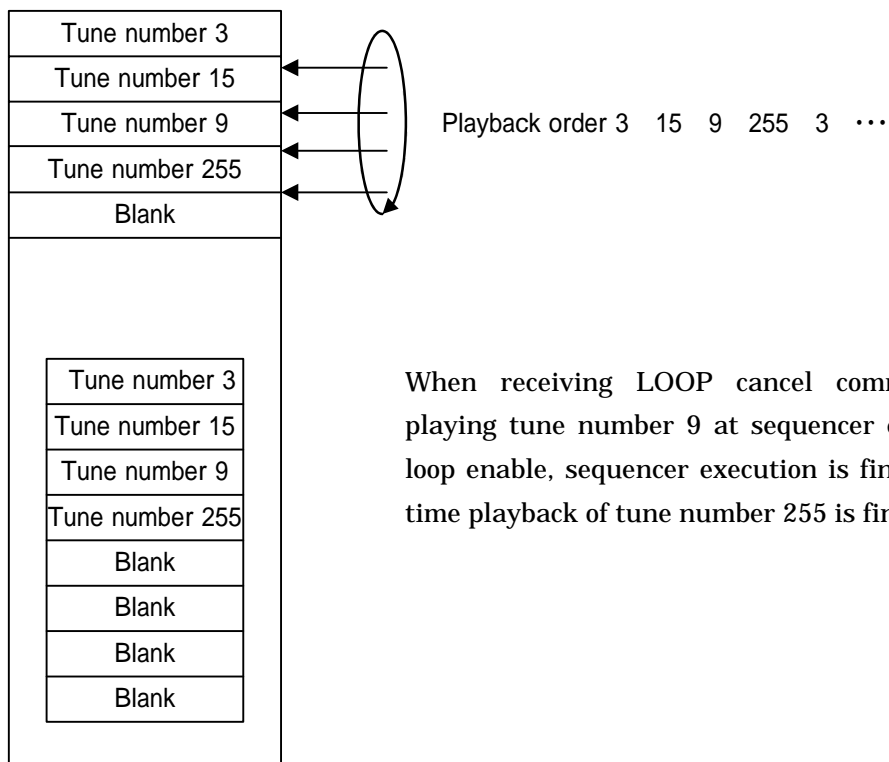 Tune number 3
Tune number 15
Tune number 9
Tune number 255
Blank
Playback order 3 15 9 255 3 ⋯
Tune number 3
Tune number 15
Tune number 9
Tune number 255
Blank
Blank
Blank
Blank
When receiving LOOP cancel
playing tune number 9 at sequencer
loop enable, sequencer execution is
time playback of tune number 255 is